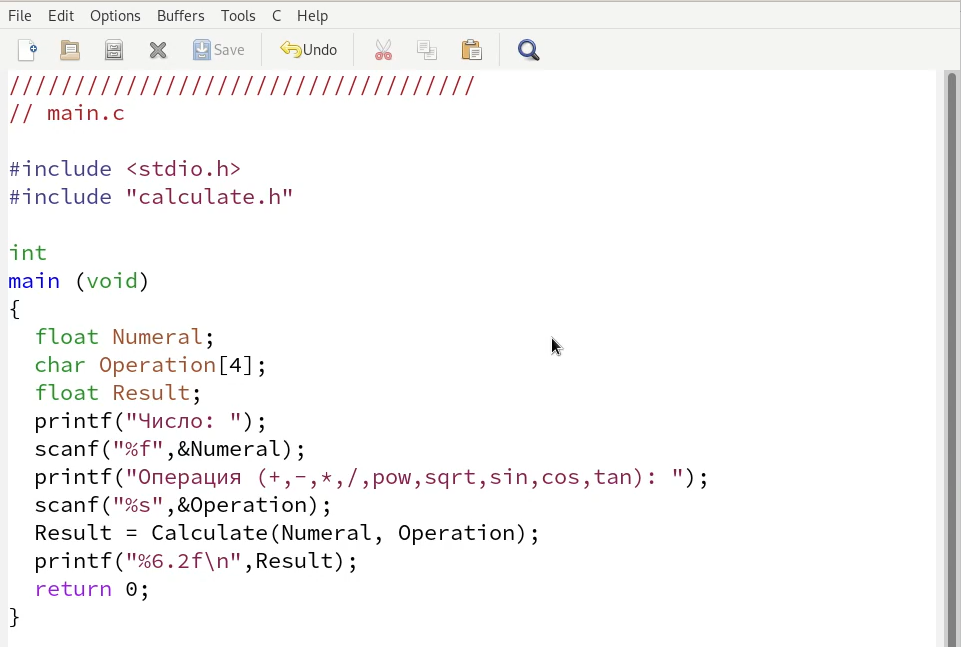 File Edit Options Buffers Tools C Help
Save Undo
////////////////////////////////////
// main.c
#include <stdio.h>
#include "calculate.h"
int
main (void)
{
  float Numeral;
  char Operation[4];
  float Result;
  printf("Число: ");
  scanf("%f",&Numeral);
  printf("Операция (+,-,*,/,pow,sqrt,sin,cos,tan): ");
  scanf("%s",&Operation);
  Result = Calculate(Numeral, Operation);
  printf("%6.2f\n",Result);
  return 0;
}